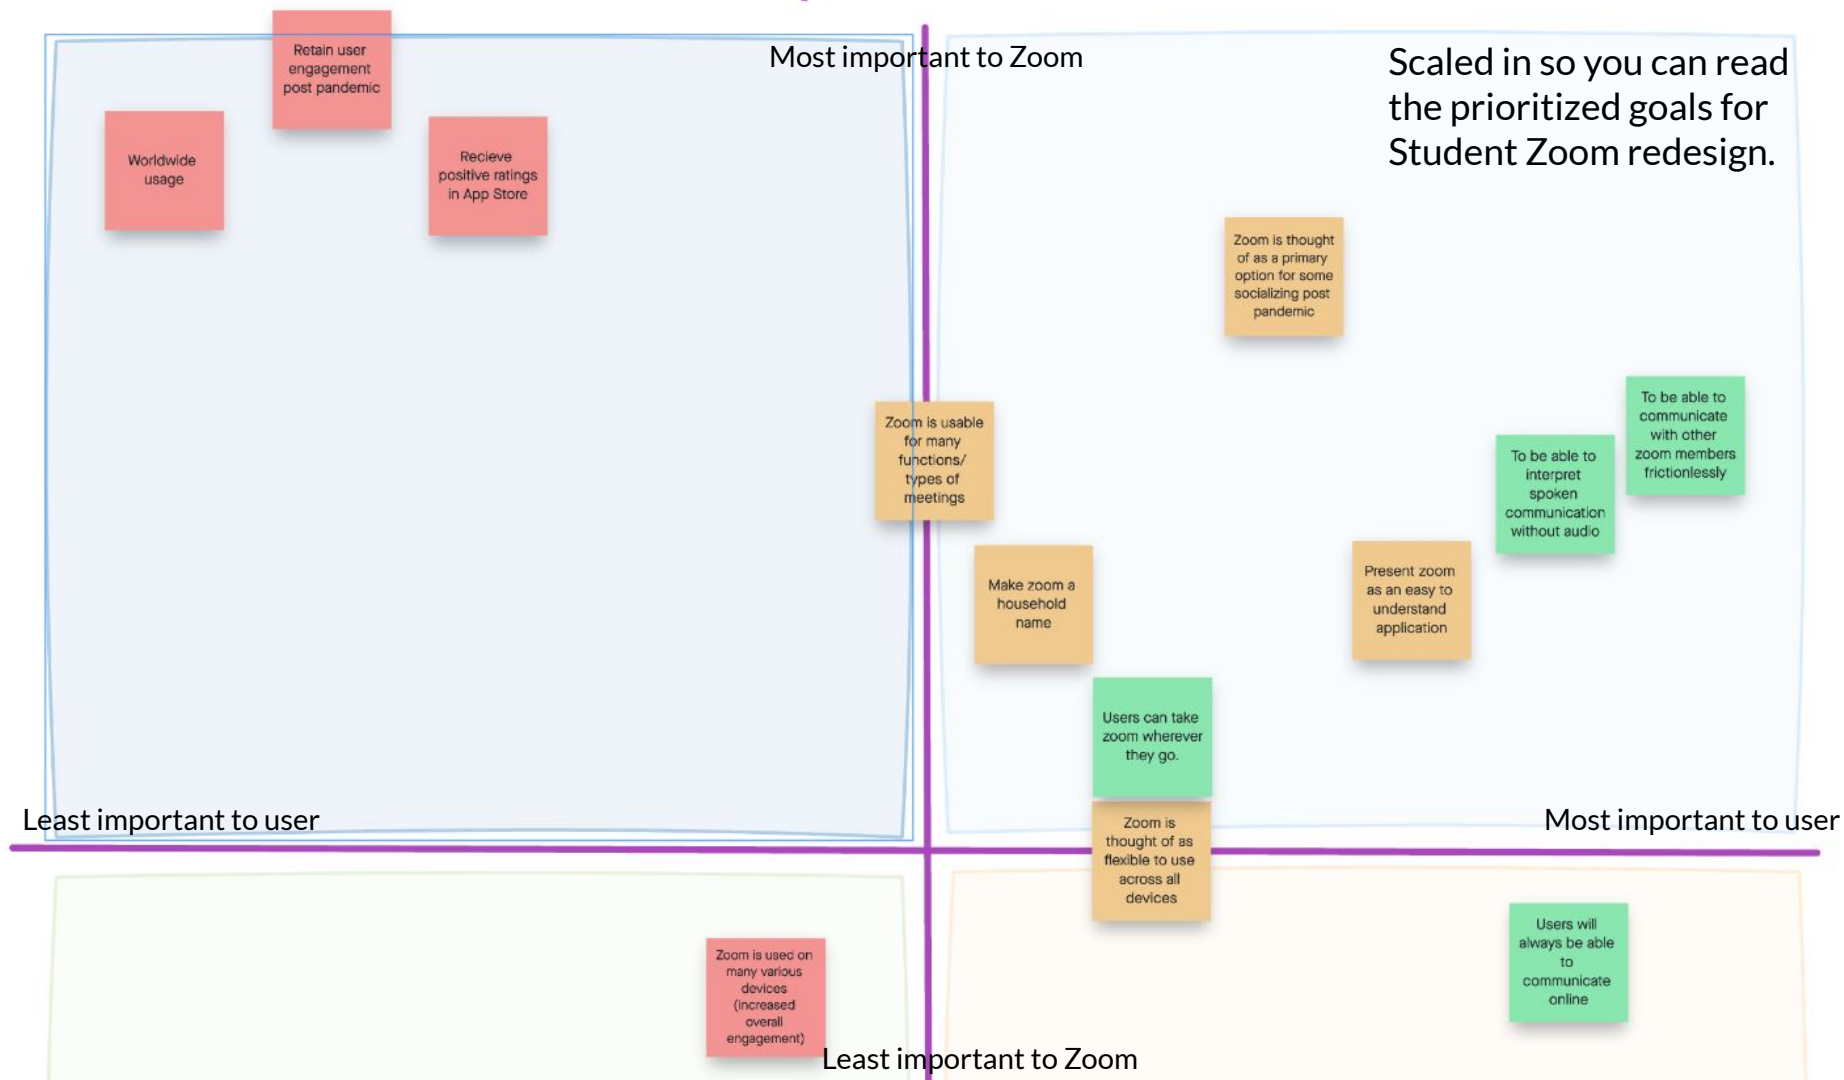 Retain user
engagement
post pandemic
Most important to Zoom
Scaled in so you can read
the prioritized goals for
Student Zoom redesign.
Worldwide
usage
Recieve
positive ratings
in App Store
Zoom is thought
of as a primary
option for some
socializing post
pandemic
Zoom is usable
for many
functions/
types of
meetings
To be able to
communicate
with other
zoom members
frictionlessly
To be able to
interpret
spoken
communication
without audio
Make zoom a
household
name
Present zoom
as an easy to
understand
application
Users can take
zoom wherever
they go.
Least important to user
Most important to user
Zoom is
thought of as
flexible to use
across all
devices
Zoom is used on
many various
devices
(increased
overall
engagement)
Users will
always be able
to
communicate
online
Least important to Zoom